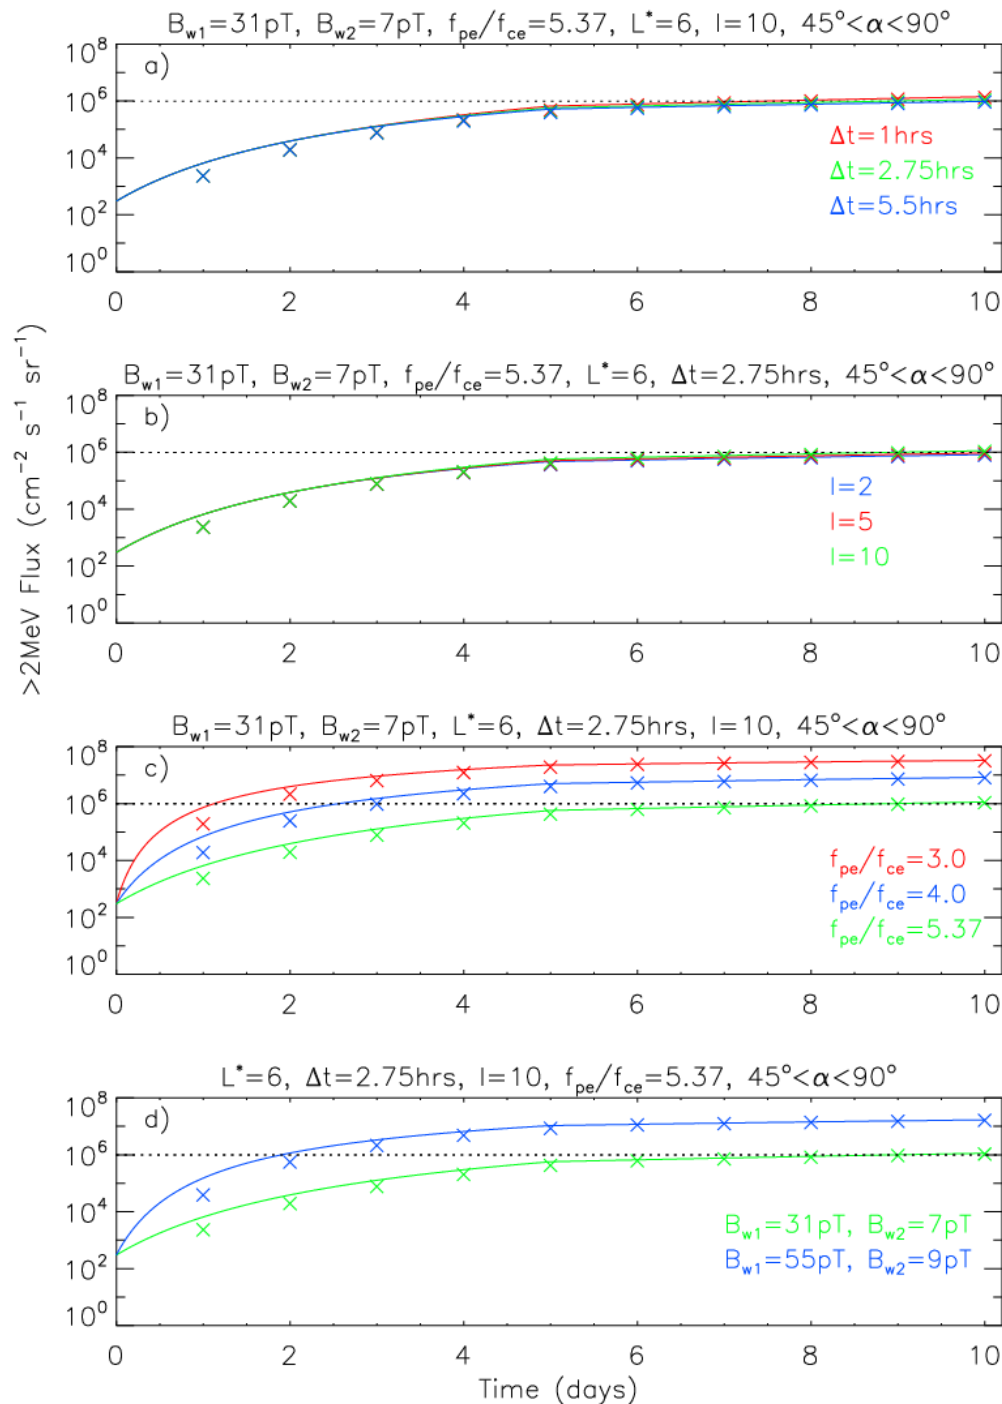 B_w1=31pT, B_w2=7pT, f_pe/f_ce=5.37, L*=6, l=10, 45°<α<90°
a)
10^8
10^6
10^4
10^2
10^0
Δt=1hrs
Δt=2.75hrs
Δt=5.5hrs
0 2 4 6 8 10
>2MeV Flux (cm^-2 s^-1 sr^-1)
B_w1=31pT, B_w2=7pT, f_pe/f_ce=5.37, L*=6, Δt=2.75hrs, 45°<α<90°
b)
10^8
10^6
10^4
10^2
10^0
l=2
l=5
l=10
0 2 4 6 8 10
B_w1=31pT, B_w2=7pT, L*=6, Δt=2.75hrs, l=10, 45°<α<90°
c)
10^8
10^6
10^4
10^2
10^0
f_pe/f_ce=3.0
f_pe/f_ce=4.0
f_pe/f_ce=5.37
0 2 4 6 8 10
L*=6, Δt=2.75hrs, l=10, f_pe/f_ce=5.37, 45°<α<90°
d)
10^8
10^6
10^4
10^2
10^0
B_w1=31pT, B_w2=7pT
B_w1=55pT, B_w2=9pT
0 2 4 6 8 10
Time (days)